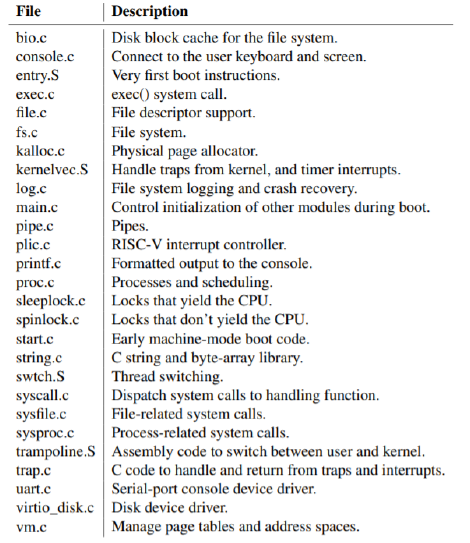 File Description
bio.c Disk block cache for the file system.
console.c Connect to the user keyboard and screen.
entry.S Very first boot instructions.
exec.c exec() system call.
file.c File descriptor support.
fs.c File system.
kalloc.c Physical page allocator.
kernelvec.S Handle traps from kernel, and timer interrupts.
log.c File system logging and crash recovery.
main.c Control initialization of other modules during boot.
pipe.c Pipes.
plic.c RISC-V interrupt controller.
printf.c Formatted output to the console.
proc.c Processes and scheduling.
sleeplock.c Locks that yield the CPU.
spinlock.c Locks that don’t yield the CPU.
start.c Early machine-mode boot code.
string.c C string and byte-array library.
swtch.S Thread switching.
syscall.c Dispatch system calls to handling function.
sysfile.c File-related system calls.
sysproc.c Process-related system calls.
trampoline.S Assembly code to switch between user and kernel.
trap.c C code to handle and return from traps and interrupts.
uart.c Serial-port console device driver.
virtio_disk.c Disk device driver.
vm.c Manage page tables and address spaces.